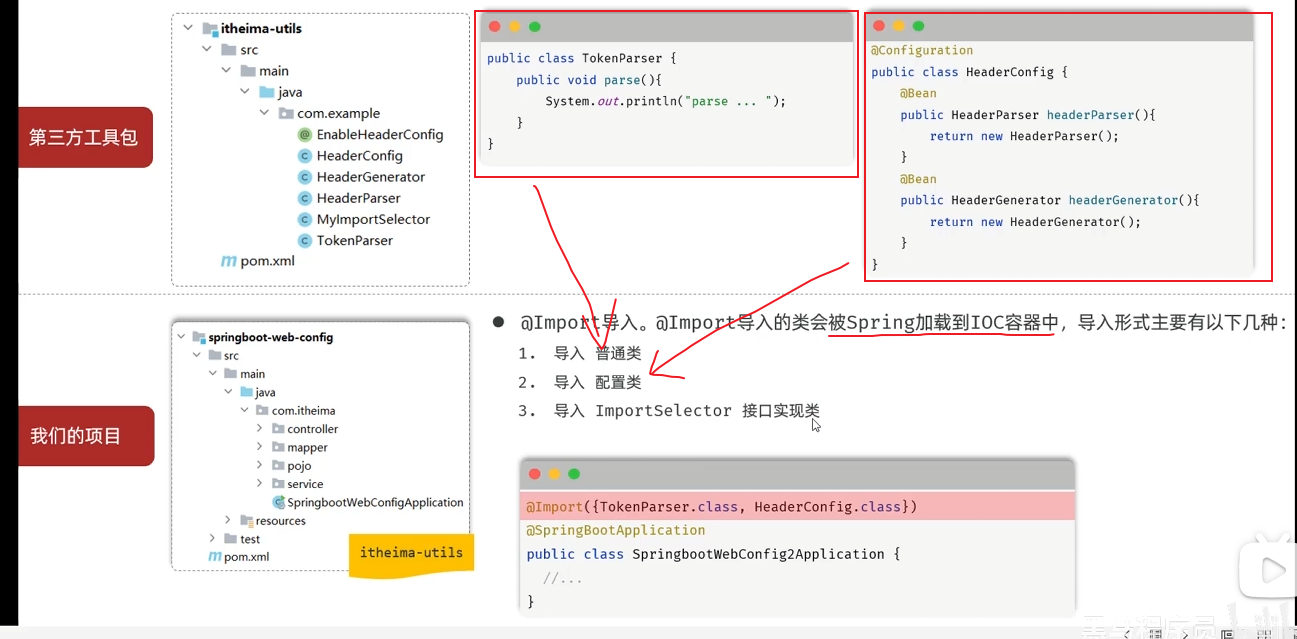 第三方工具包
itheima-utils
src
main
java
com.example
EnableHeaderConfig
HeaderConfig
HeaderGenerator
HeaderParser
MyImportSelector
TokenParser
pom.xml
public class TokenParser {
public void parse(){
System.out.println("parse ... ");
}
}
@Configuration
public class HeaderConfig {
@Bean
public HeaderParser headerParser(){
return new HeaderParser();
}
@Bean
public HeaderGenerator headerGenerator(){
return new HeaderGenerator();
}
}
我们的项目
springboot-web-config
src
main
java
com.itheima
controller
mapper
pojo
service
SpringbootWebConfigApplication
resources
test
pom.xml
itheima-utils
@Import导入。@Import导入的类会被Spring加载到IOC容器中，导入形式主要有以下几种：
1. 导入 普通类
2. 导入 配置类
3. 导入 ImportSelector 接口实现类
@Import({TokenParser.class, HeaderConfig.class})
@SpringBootApplication
public class SpringbootWebConfig2Application {
//...
}
黑马程序员